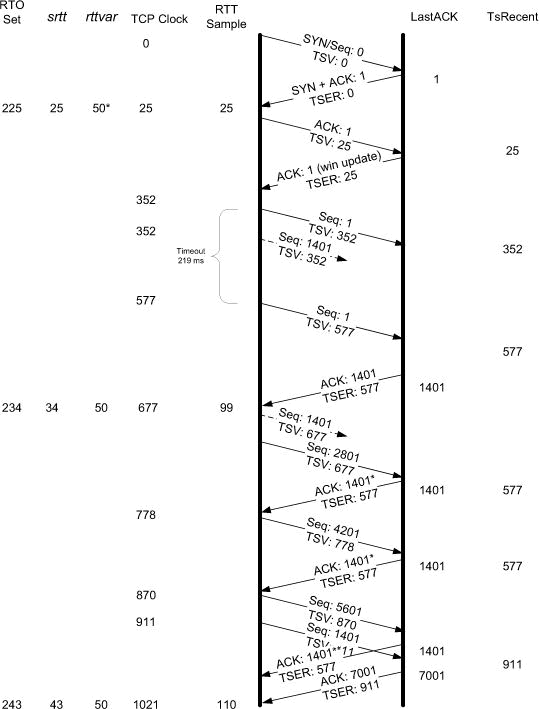 RTO Set srtt rttvar TCP Clock RTT Sample LastACK TsRecent
0
SYN/Seq: 0
TSV: 0
SYN + ACK: 1
TSER: 0
1
225 25 50* 25 25
ACK: 1
TSV: 25
25
ACK: 1 (win update)
TSER: 25
352
Seq: 1
TSV: 352
352
Seq: 1401
TSV: 352
352
Timeout
219 ms
577
Seq: 1
TSV: 577
577
ACK: 1401
TSER: 577
1401
234 34 50 677 99
Seq: 1401
TSV: 677
Seq: 2801
TSV: 677
ACK: 1401*
TSER: 577
1401 577
778
Seq: 4201
TSV: 778
ACK: 1401*
TSER: 577
1401 577
870
Seq: 5601
TSV: 870
911
Seq: 1401
TSV
1401
ACK: 1401**
TSER: 577
911
ACK: 7001
TSER: 911
7001
243 43 50 1021 110